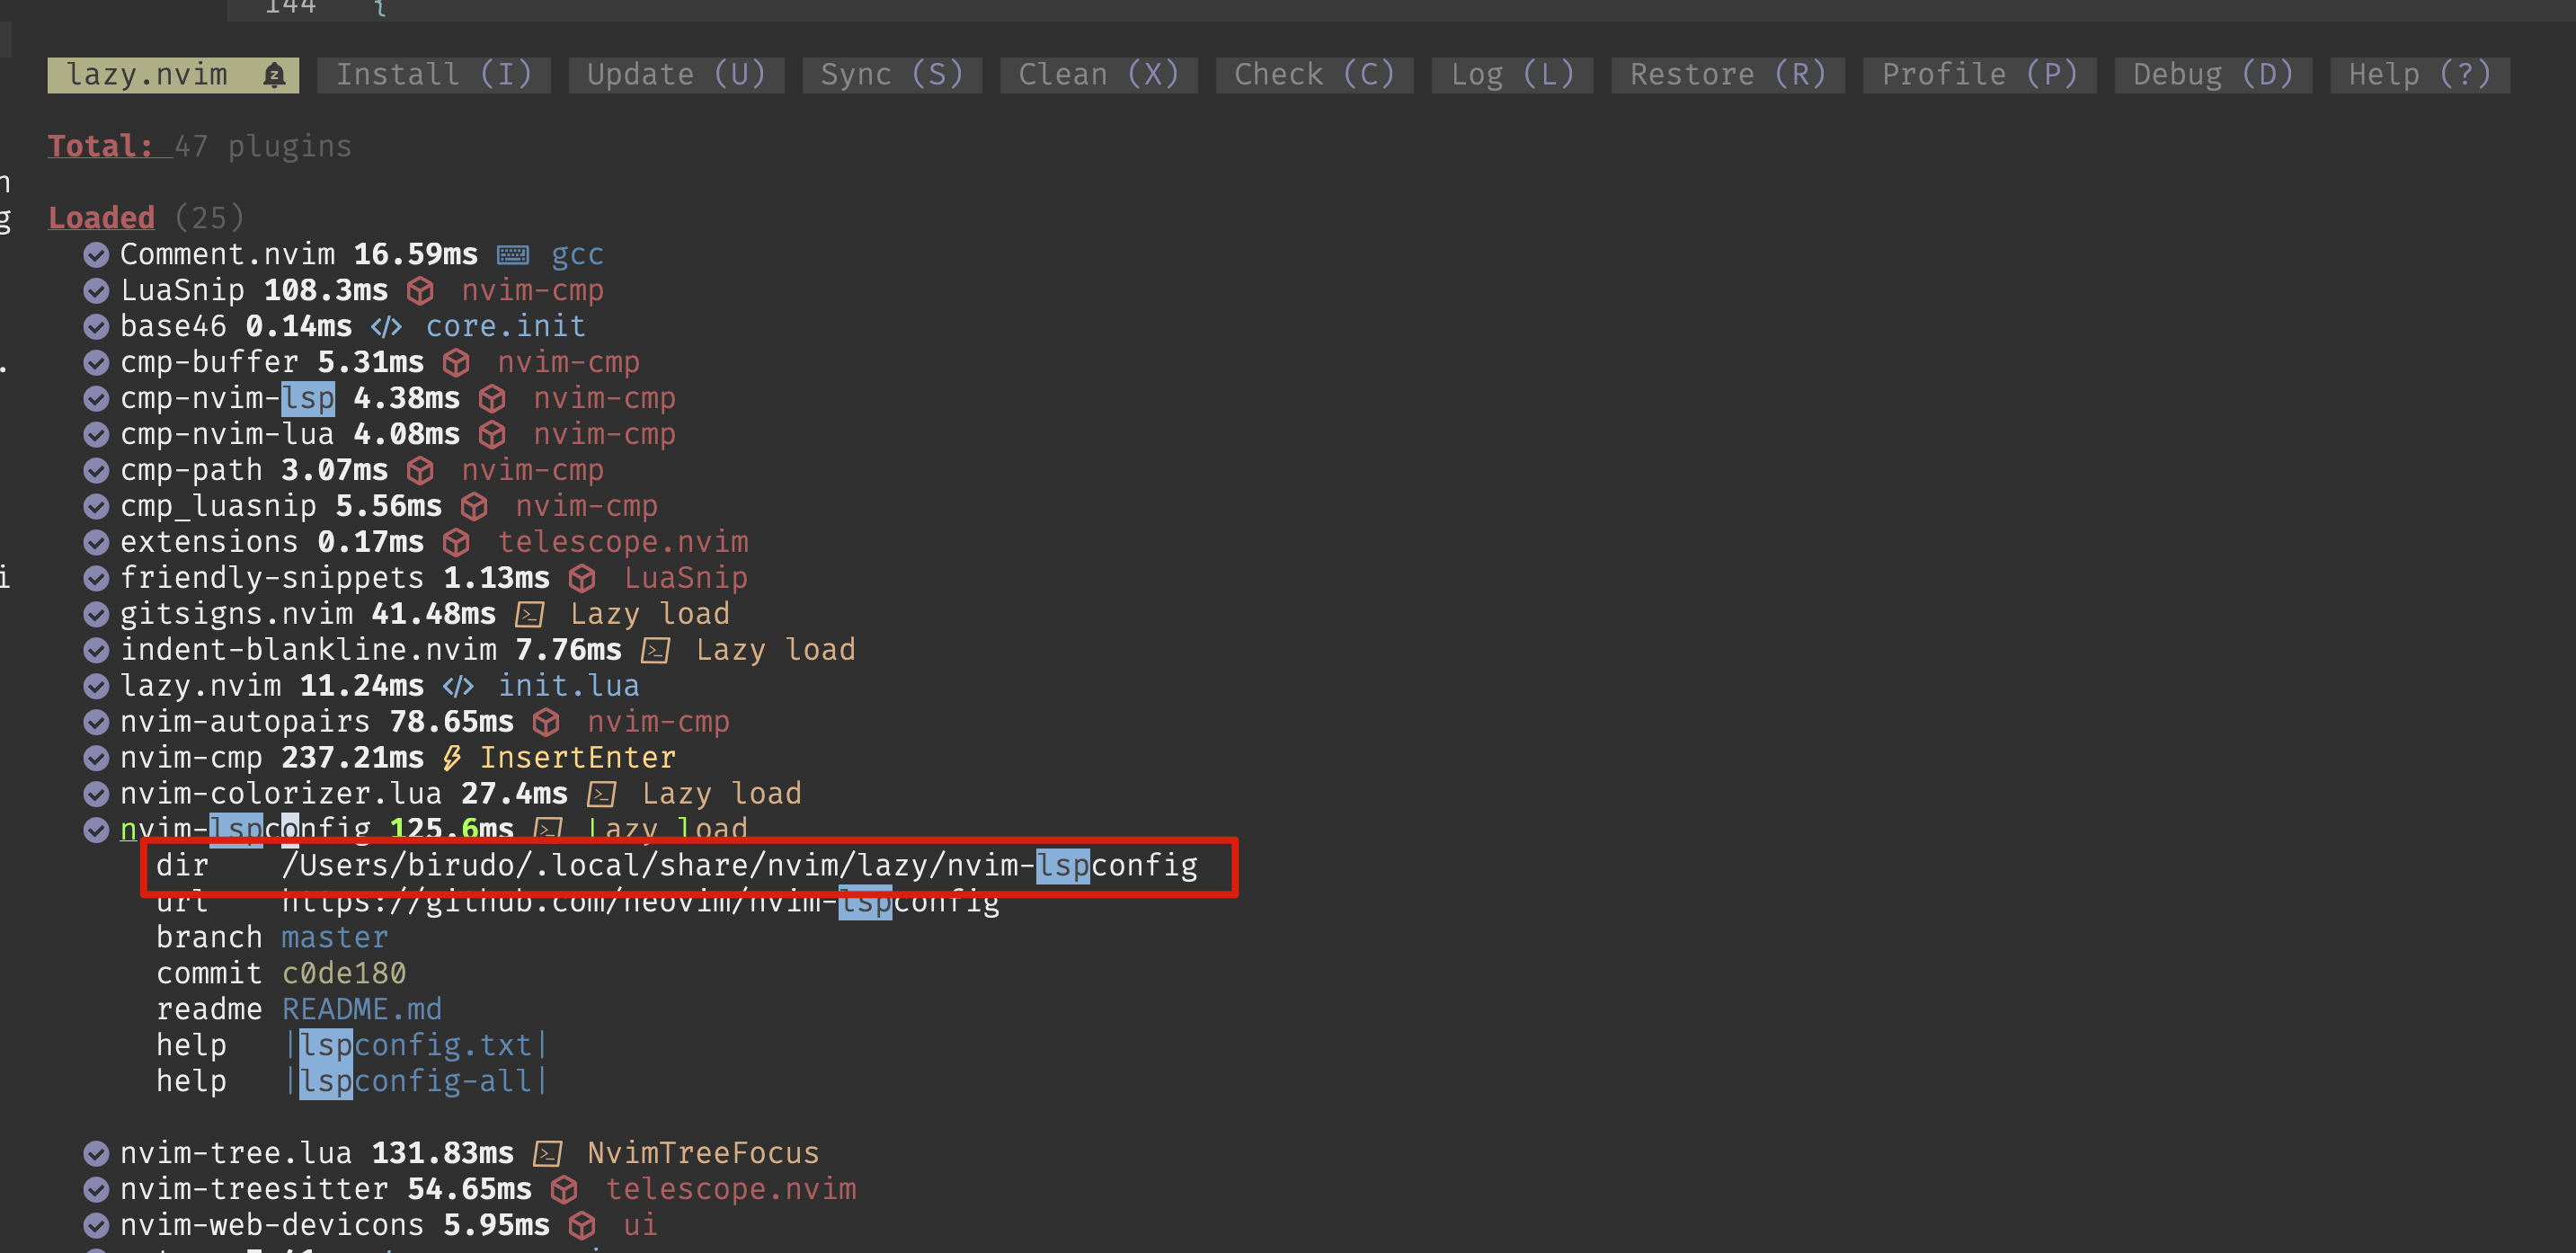 144 {
lazy.nvim Install (I) Update (U) Sync (S) Clean (X) Check (C) Log (L) Restore (R) Profile (P) Debug (D) Help (?)
Total: 47 plugins
n
g Loaded (25)
Comment.nvim 16.59ms gcc
LuaSnip 108.3ms nvim-cmp
base46 0.14ms </> core.init
. cmp-buffer 5.31ms nvim-cmp
cmp-nvim-lsp 4.38ms nvim-cmp
cmp-nvim-lua 4.08ms nvim-cmp
cmp-path 3.07ms nvim-cmp
cmp_luasnip 5.56ms nvim-cmp
extensions 0.17ms telescope.nvim
i friendly-snippets 1.13ms LuaSnip
gitsigns.nvim 41.48ms Lazy load
indent-blankline.nvim 7.76ms Lazy load
lazy.nvim 11.24ms </> init.lua
nvim-autopairs 78.65ms nvim-cmp
nvim-cmp 237.21ms InsertEnter
nvim-colorizer.lua 27.4ms Lazy load
nvim-lspconfig 125.6ms Lazy load
dir /Users/birudo/.local/share/nvim/lazy/nvim-lspconfig
url https://github.com/neovim/nvim-lspconfig
branch master
commit c0de180
readme README.md
help |lspconfig.txt|
help |lspconfig-all|
nvim-tree.lua 131.83ms NvimTreeFocus
nvim-treesitter 54.65ms telescope.nvim
nvim-web-devicons 5.95ms ui